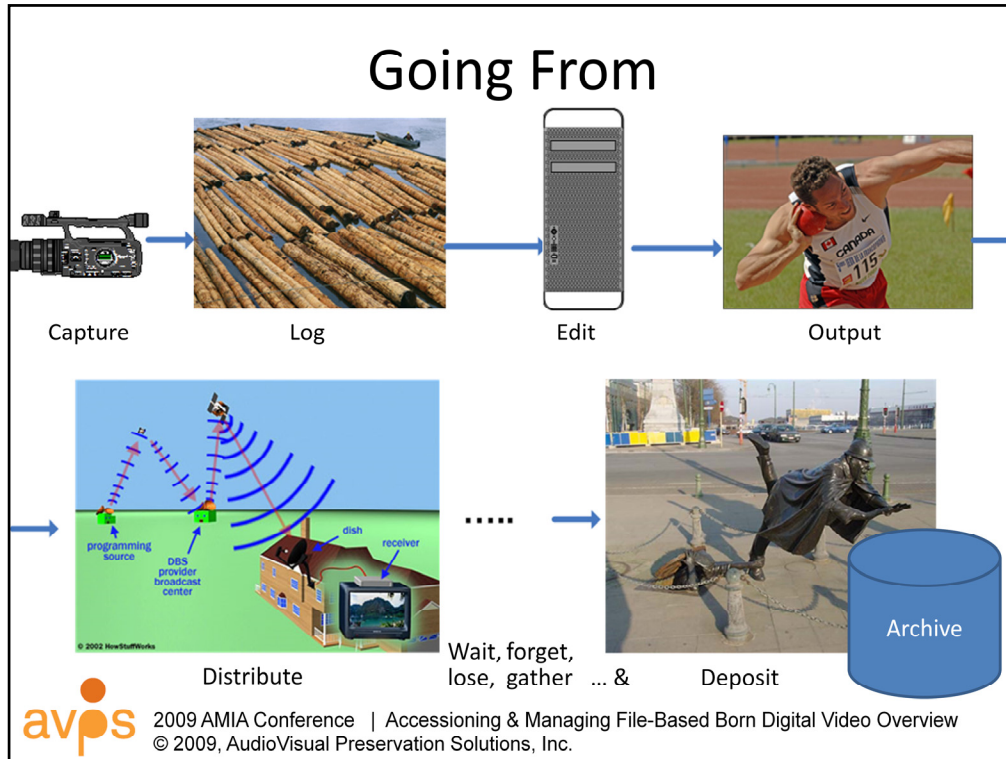 Going From
CANADA
115
Capture
Log
Edit
Output
programming
source
DBS
provider
broadcast
center
dish
receiver
© 2002 HowStuffWorks
.....
Archive
Distribute
Wait, forget,
lose, gather ... &
Deposit
avps
2009 AMIA Conference | Accessioning & Managing File-Based Born Digital Video Overview
© 2009, AudioVisual Preservation Solutions, Inc.